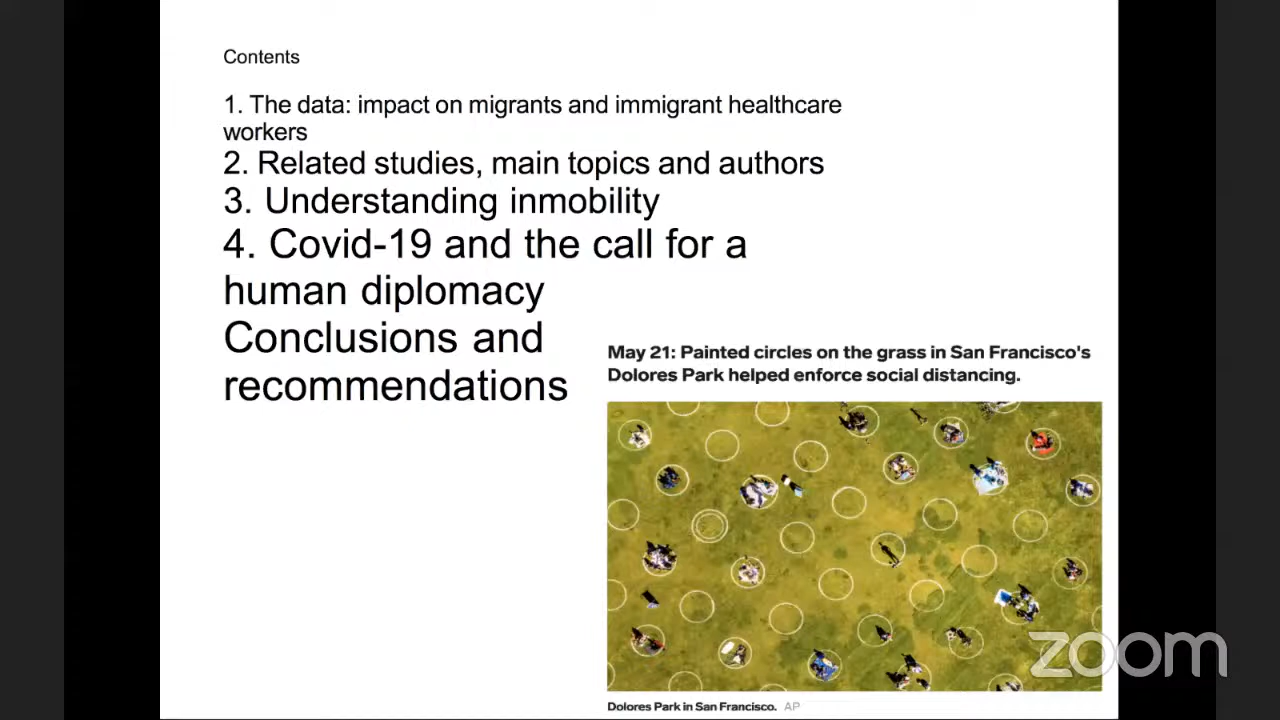 Contents
1. The data: impact on migrants and immigrant healthcare
workers
2. Related studies, main topics and authors
3. Understanding inmobility
4. Covid-19 and the call for a
human diplomacy
Conclusions and
recommendations
May 21: Painted circles on the grass in San Francisco's
Dolores Park helped enforce social distancing.
Dolores Park in San Francisco. AP
zoom